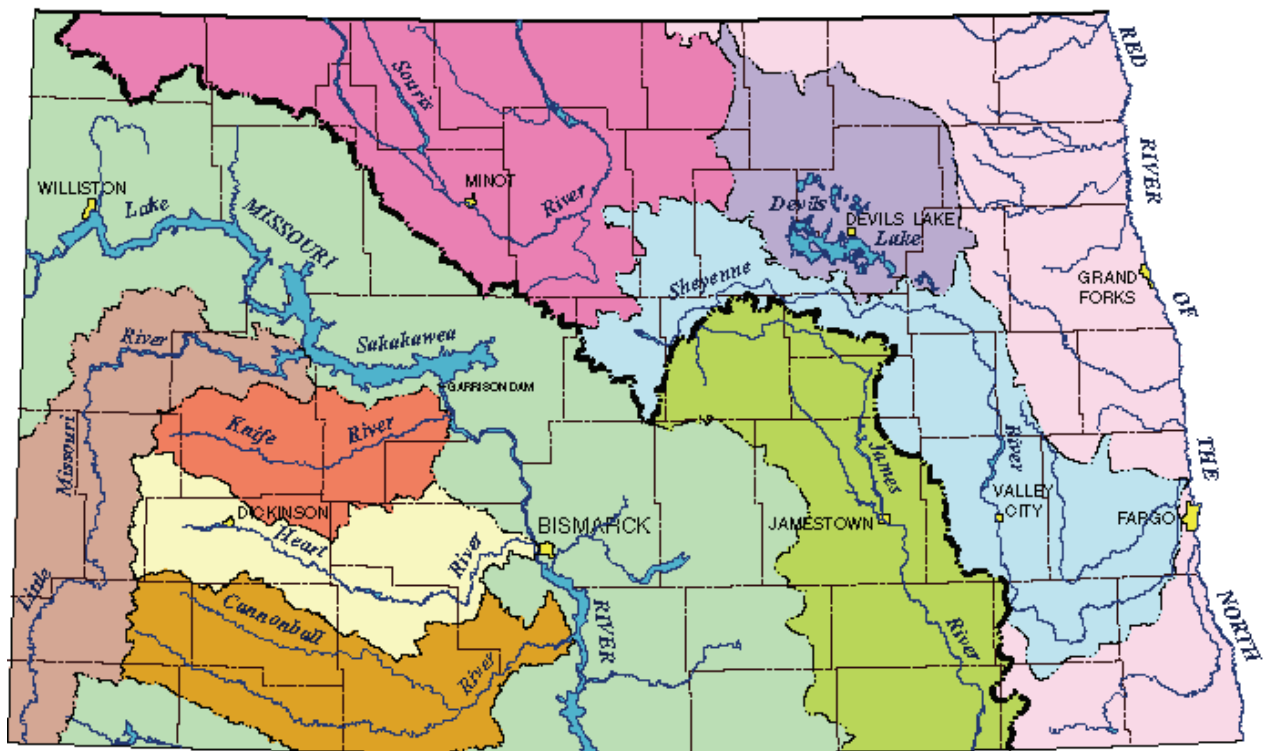 RED
RIVER
OF
THE
NORTH
Souris
River
MINOT
WILLISTON
Lake
MISSOURI
Sakakawea
Devils
Lake
DEVILS LAKE
Sheyenne
River
GRAND
FORKS
River
Missouri
Little
GARRISON DAM
Knife
River
DICKINSON
Heart
River
BISMARCK
RIVER
Cannonball
River
JAMESTOWN
James
River
VALLEY
CITY
FARGO